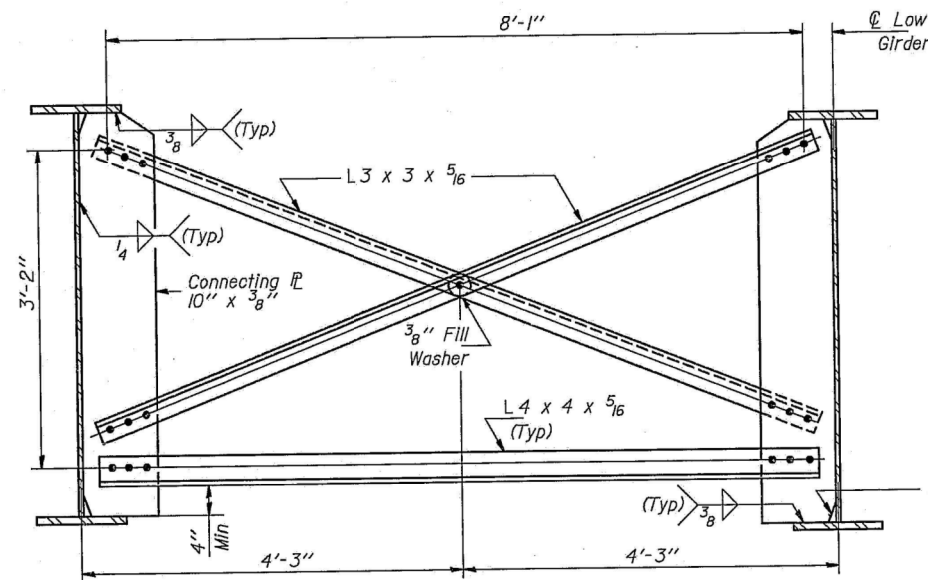 8'-1"
℄ Low
Girder
3/8
(Typ)
L 3 x 3 x 5/16
1/4
(Typ)
3'-2"
Connecting ℙL
10" x 3/8"
3/8" Fill
Washer
L 4 x 4 x 5/16
(Typ)
(Typ)
3/8
4"
Min
4'-3"
4'-3"